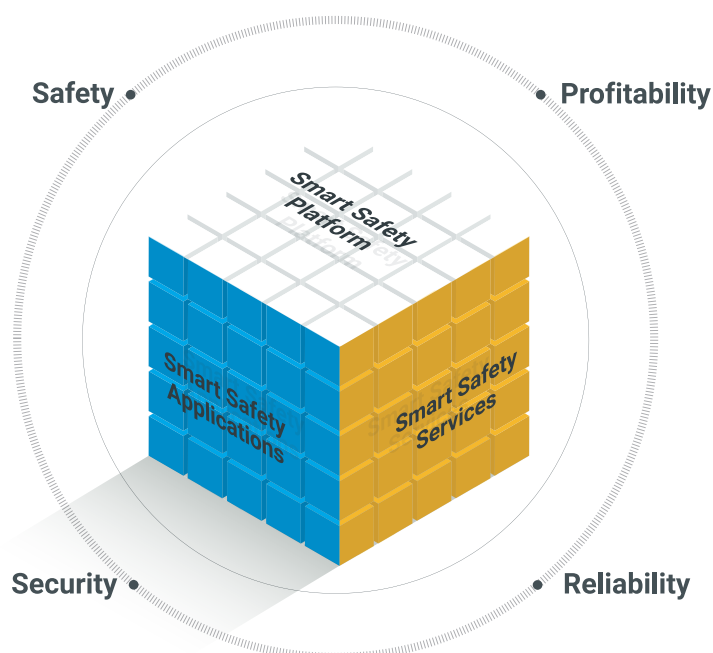 Safety
Profitability
Smart Safety
Platform
Smart Safety
Applications
Smart Safety
Services
Security
Reliability